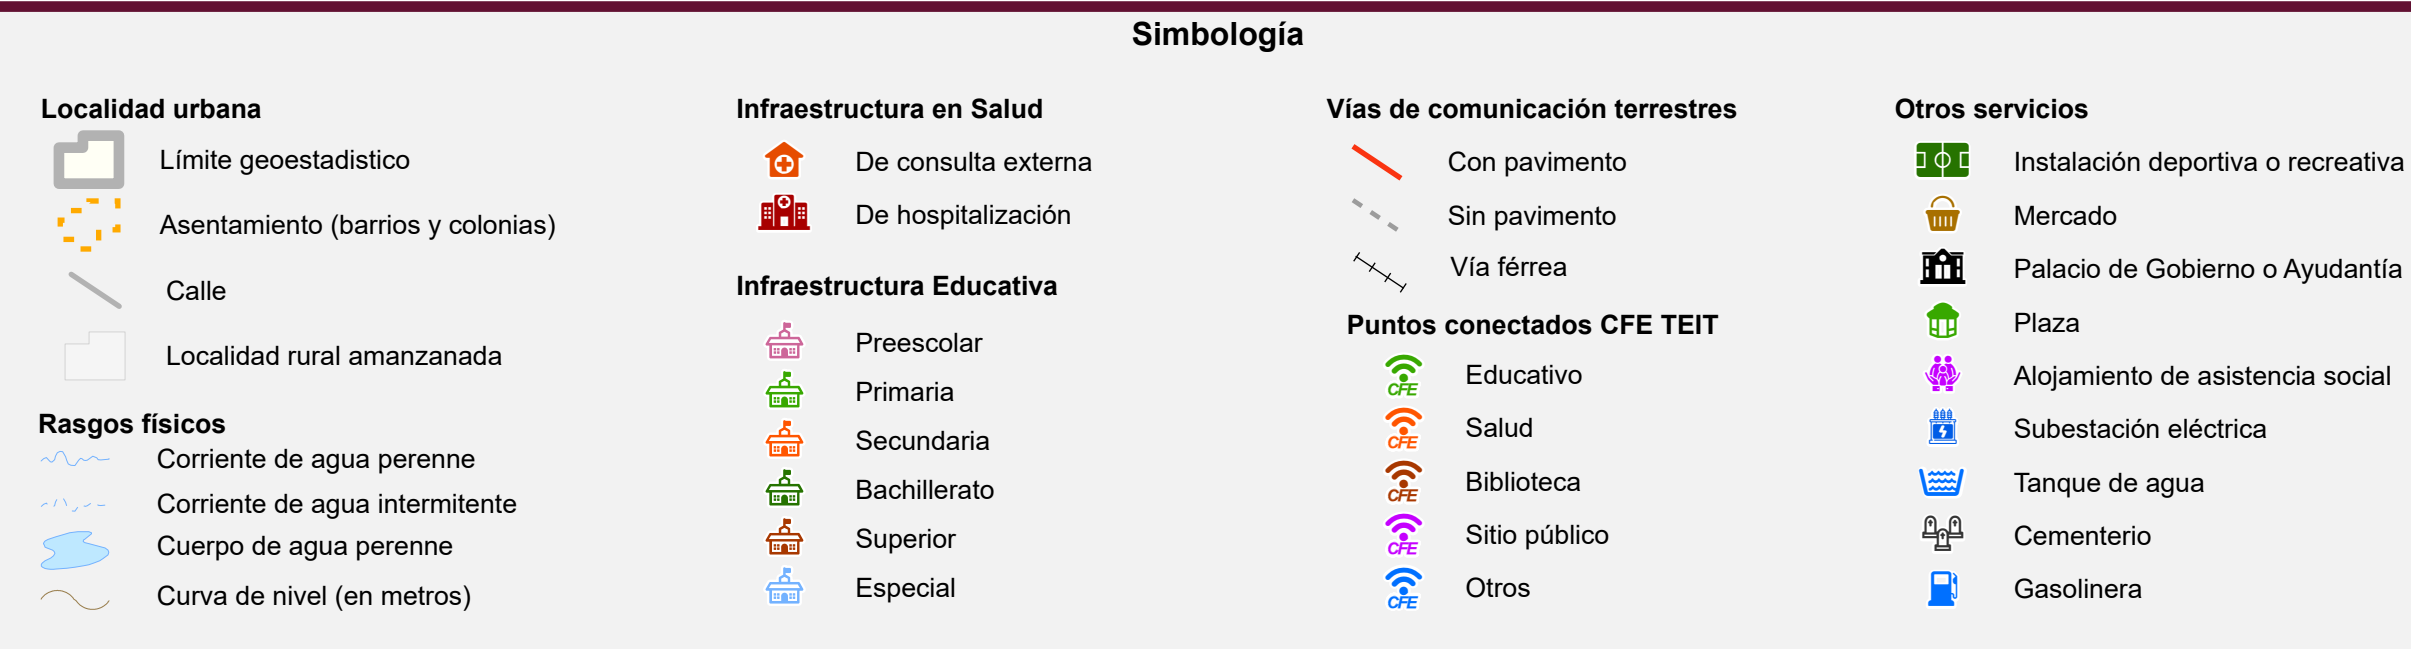 Simbología
Localidad urbana
Límite geoestadistico
Asentamiento (barrios y colonias)
Calle
Localidad rural amanzanada
Rasgos físicos
Corriente de agua perenne
Corriente de agua intermitente
Cuerpo de agua perenne
Curva de nivel (en metros)
Infraestructura en Salud
De consulta externa
De hospitalización
Infraestructura Educativa
Preescolar
Primaria
Secundaria
Bachillerato
Superior
Especial
Vías de comunicación terrestres
Con pavimento
Sin pavimento
Vía férrea
Puntos conectados CFE TEIT
CFE Educativo
CFE Salud
CFE Biblioteca
CFE Sitio público
CFE Otros
Otros servicios
Instalación deportiva o recreativa
Mercado
Palacio de Gobierno o Ayudantía
Plaza
Alojamiento de asistencia social
Subestación eléctrica
Tanque de agua
Cementerio
Gasolinera